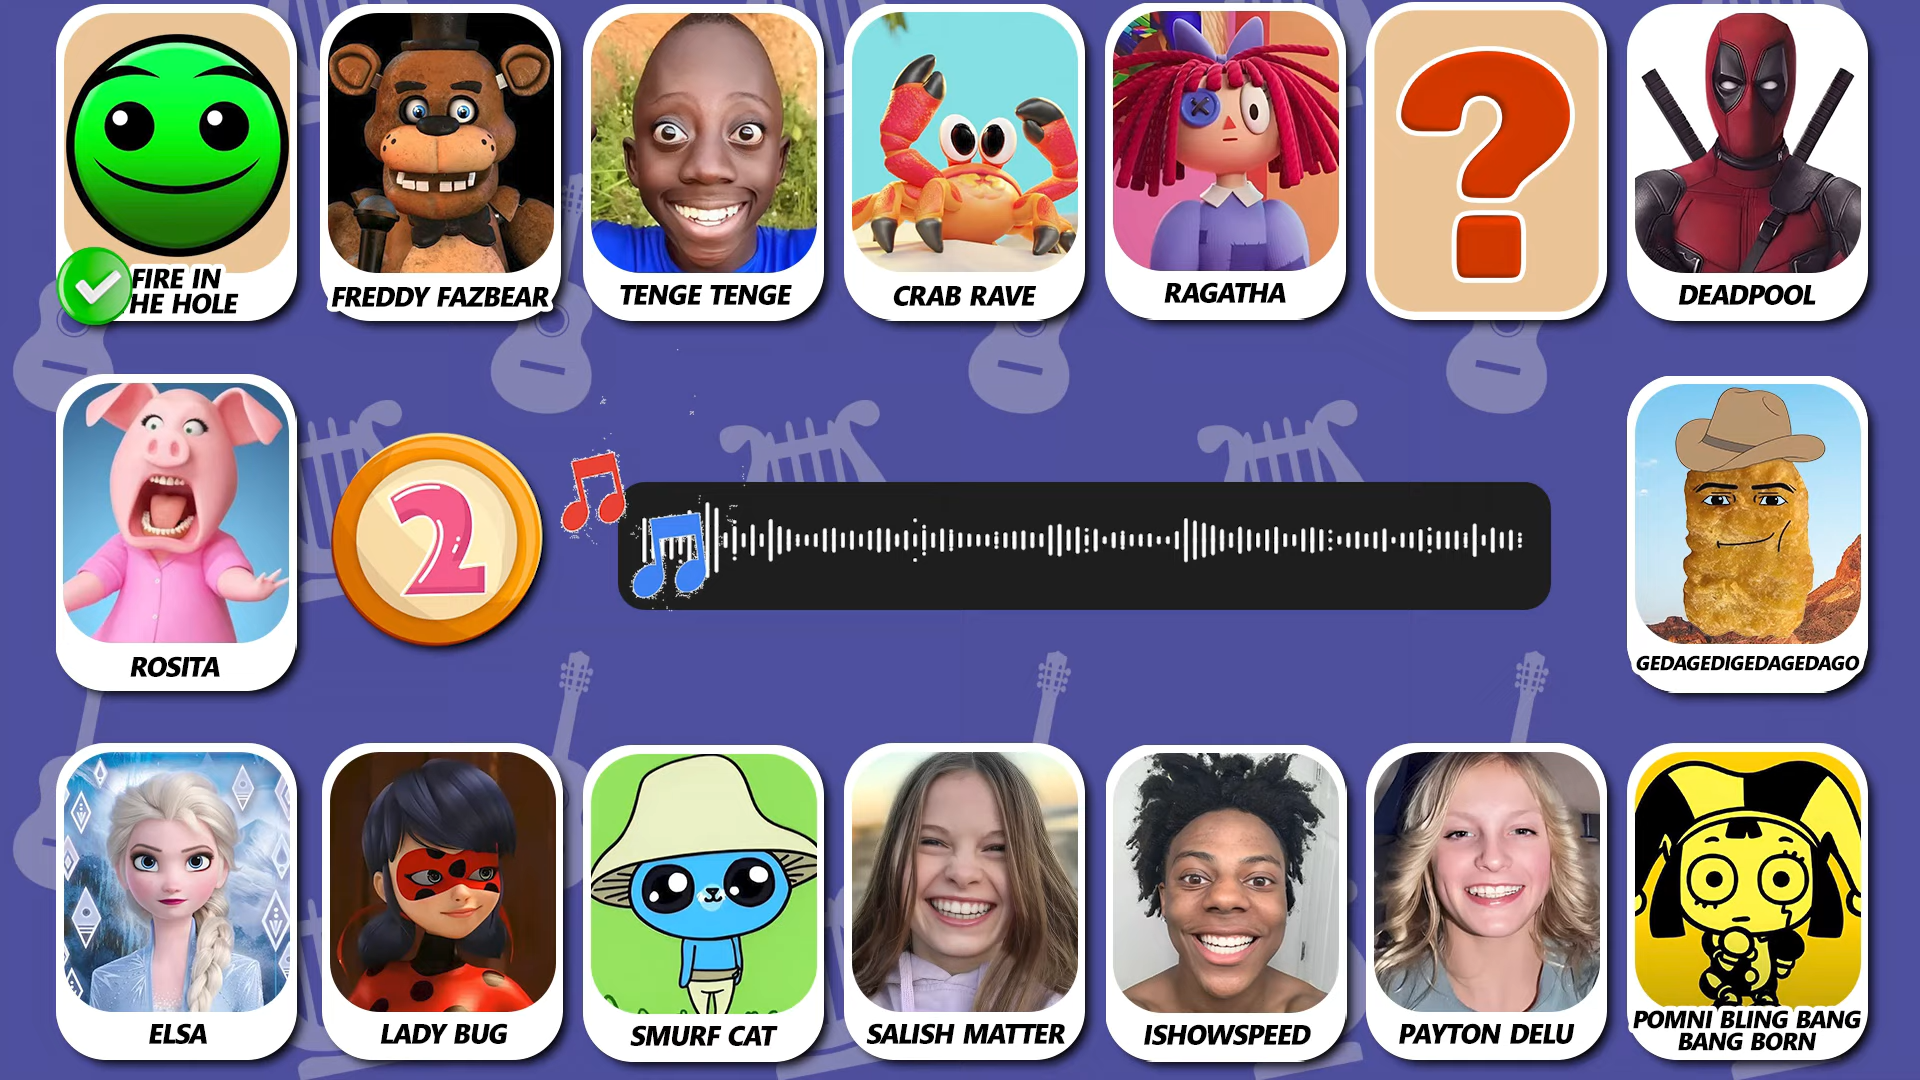 FIRE IN
THE HOLE
FREDDY FAZBEAR
TENGE TENGE
CRAB RAVE
RAGATHA
?
DEADPOOL
ROSITA
2
GEDAGEDIGEDAGEDAGO
ELSA
LADY BUG
SMURF CAT
SALISH MATTER
ISHOWSPEED
PAYTON DELU
POMNI BLING BANG
BANG BORN